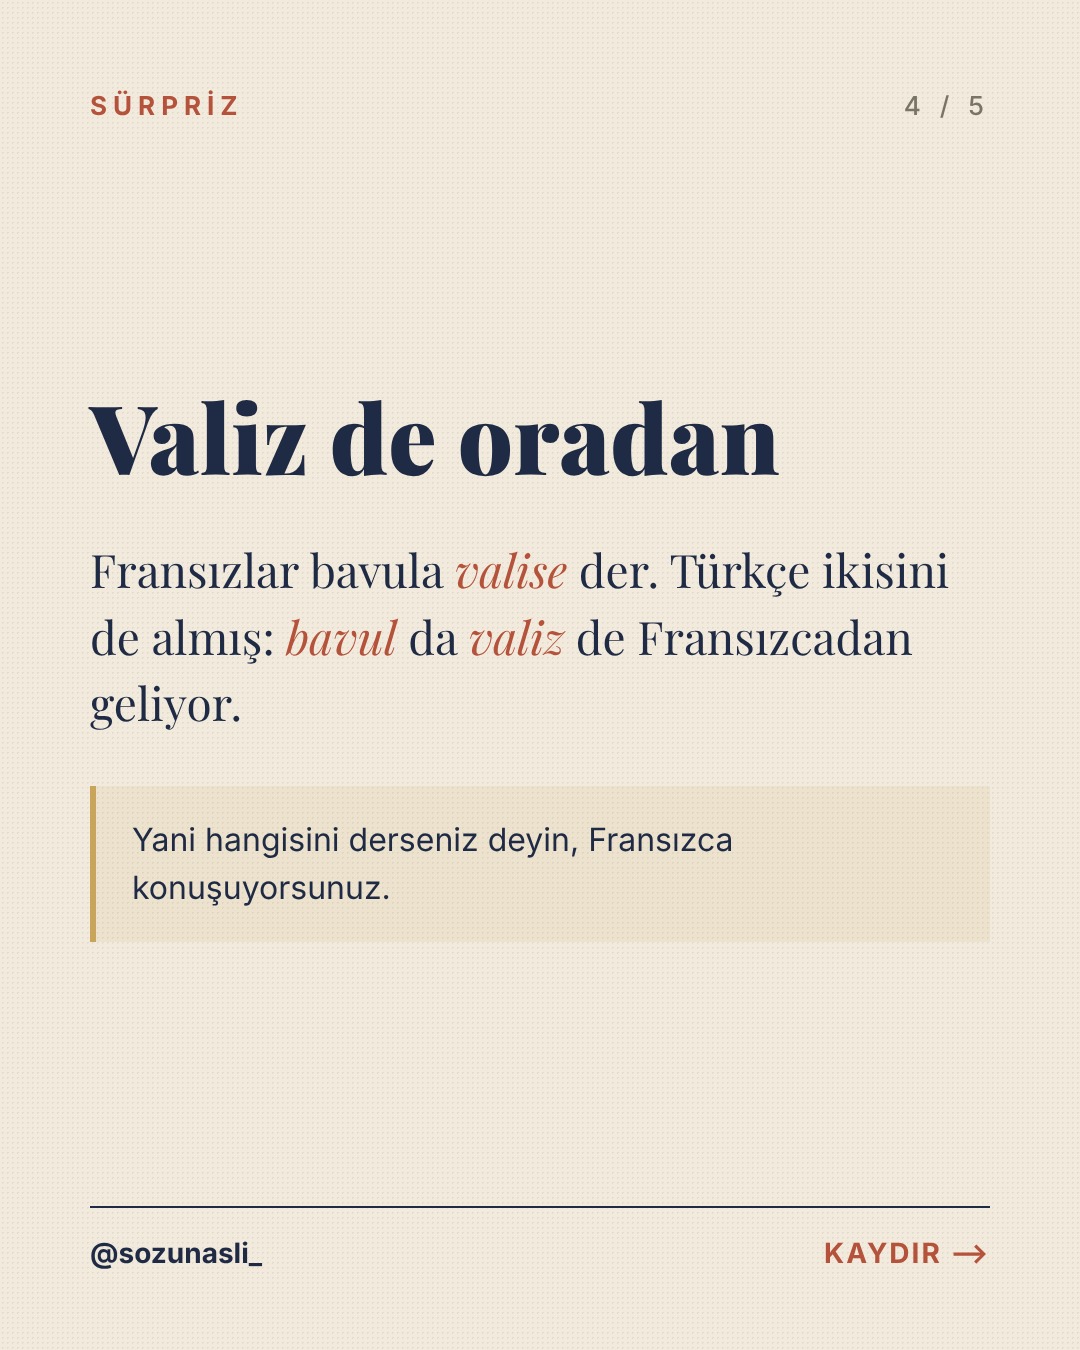 SÜRPRİZ
4 / 5
Valiz de oradan
Fransızlar bavula valise der. Türkçe ikisini
de almış: bavul da valiz de Fransızcadan
geliyor.
Yani hangisini derseniz deyin, Fransızca
konuşuyorsunuz.
@sozunasli_
KAYDIR →